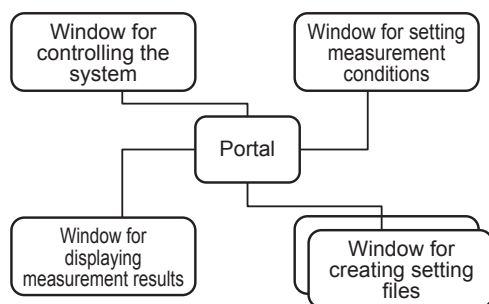 Window for
controlling the
system
Window for setting
measurement
conditions
Portal
Window for
displaying
measurement results
Window for
creating setting
files